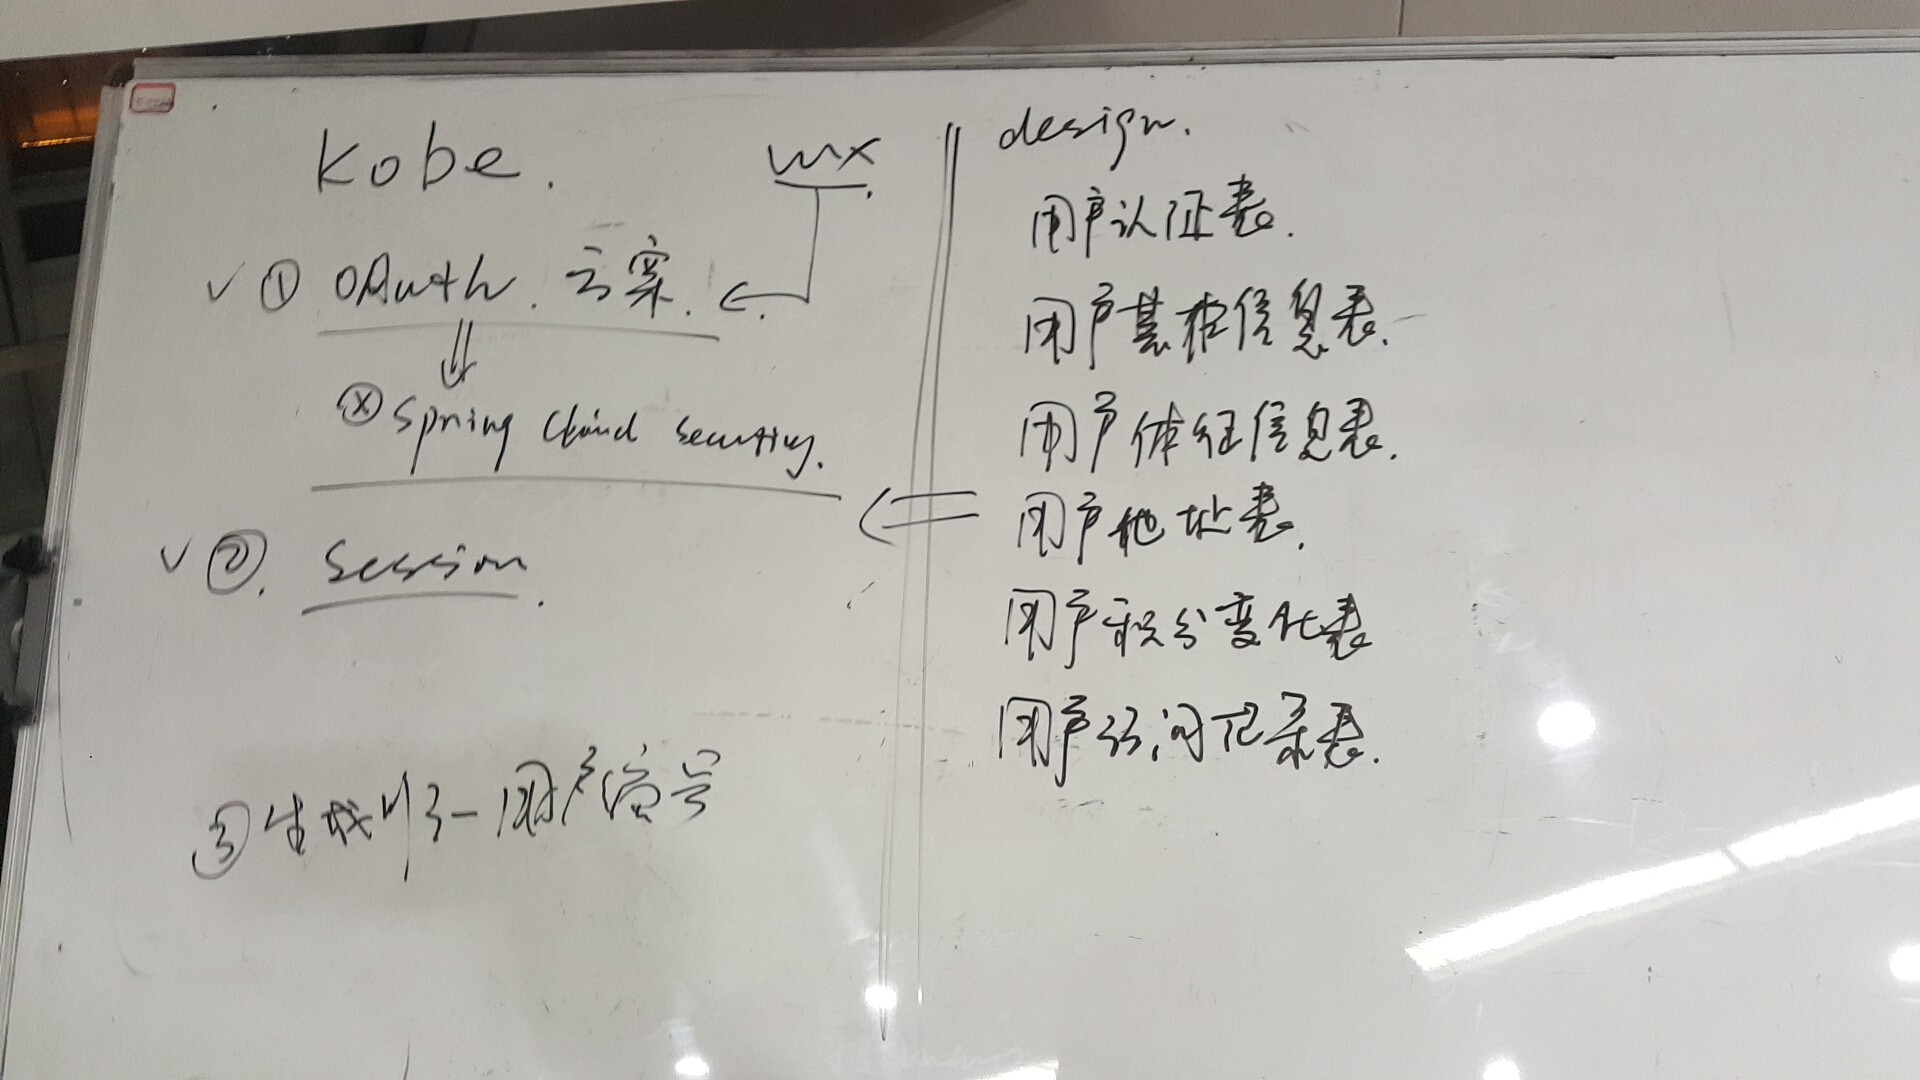 Kobe.
wx
✓ ① OAuth. 方案.
ⓧ Spring Cloud Security.
✓ ②. Session.
③ 生成唯一用户编号
design.
用户认证表.
用户基本信息表.
用户体征信息表.
用户地址表.
用户积分变化表
用户访问记录表.